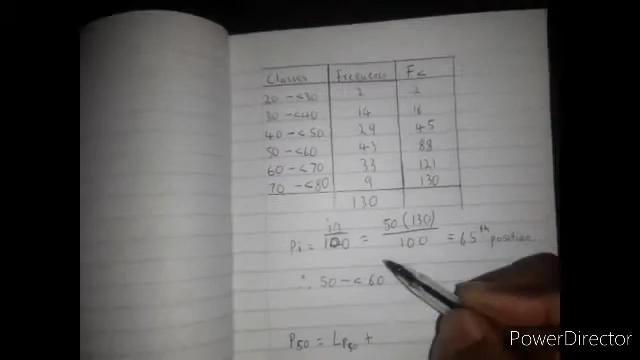 Classes Frequency F<
20 - <30 2 2
30 - <40 14 16
40 - <50 29 45
50 - <60 43 88
60 - <70 33 121
70 - <80 9 130
130
Pi = in/100 = 50(130)/100 = 65th position
∴ 50 - < 60
P50 = LP50 +
PowerDirector